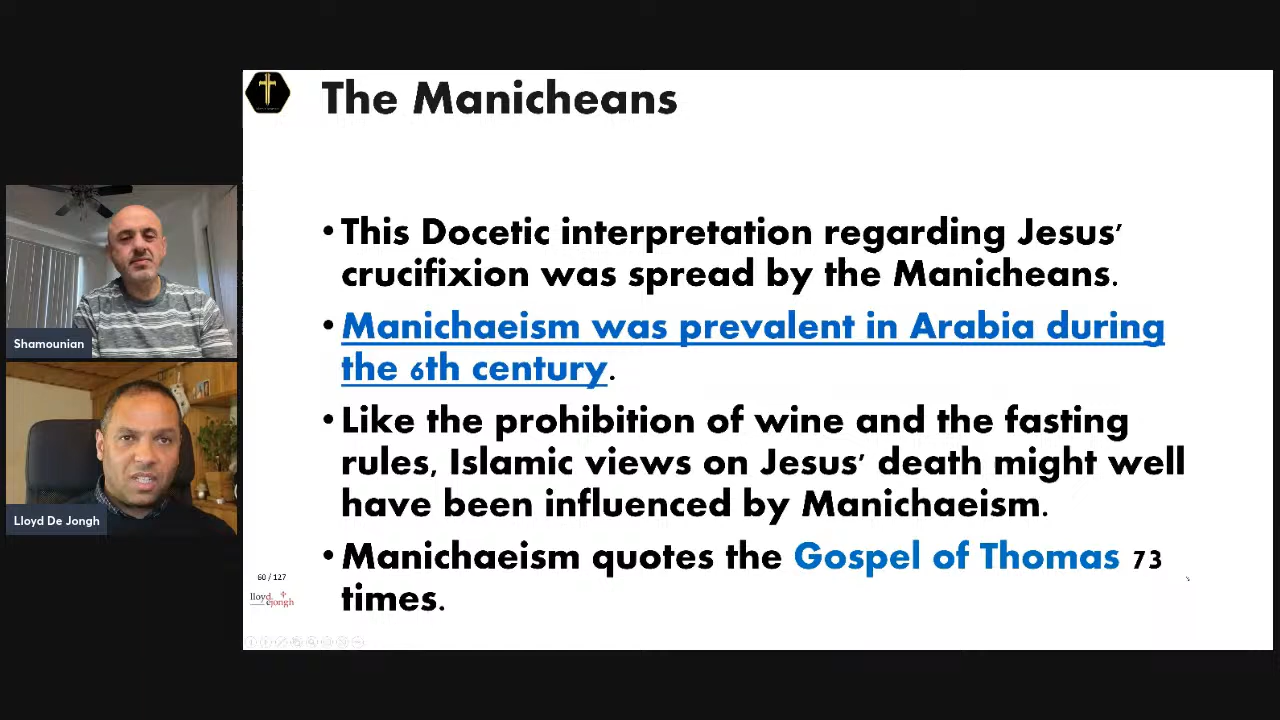 The Manicheans
• This Docetic interpretation regarding Jesus'
crucifixion was spread by the Manicheans.
• Manichaeism was prevalent in Arabia during
the 6th century.
• Like the prohibition of wine and the fasting
rules, Islamic views on Jesus' death might well
have been influenced by Manichaeism.
• Manichaeism quotes the Gospel of Thomas 73
times.
Shamounian
Lloyd De Jongh
60 / 127
lloyd
dejongh